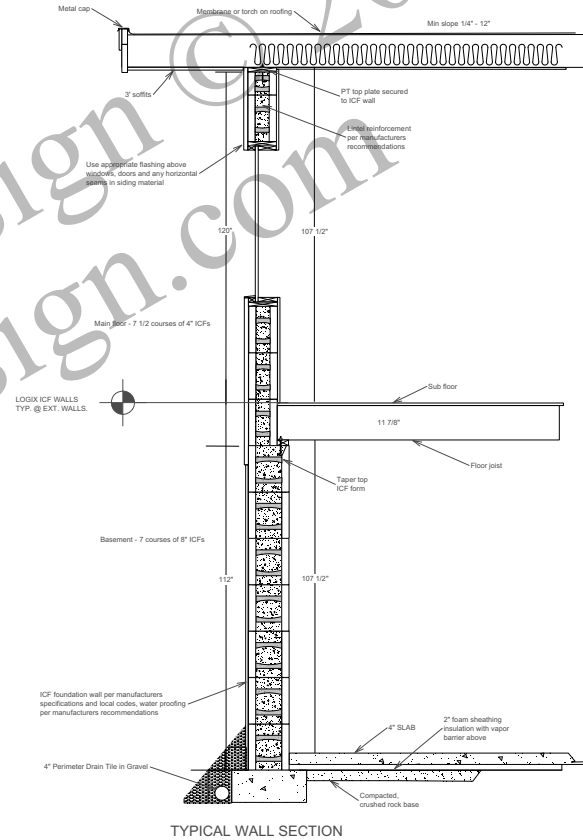 Metal cap
Membrane or torch on roofing
Min slope 1/4" - 12"
3' soffits
PT top plate secured
to ICF wall
Lintel reinforcement
per manufacturers
recommendations
Use appropriate flashing above
windows, doors and any horizontal
seams in siding material
120"
107 1/2"
Main floor - 7 1/2 courses of 4" ICFs
LOGIX ICF WALLS
TYP. @ EXT. WALLS.
Sub floor
11 7/8"
Floor joist
Taper top
ICF form
Basement - 7 courses of 8" ICFs
112"
107 1/2"
ICF foundation wall per manufacturers
specifications and local codes, water proofing
per manufacturers recommendations
4" SLAB
2" foam sheathing
insulation with vapor
barrier above
4" Perimeter Drain Tile in Gravel
Compacted,
crushed rock base
TYPICAL WALL SECTION
sign © 20
sign.com